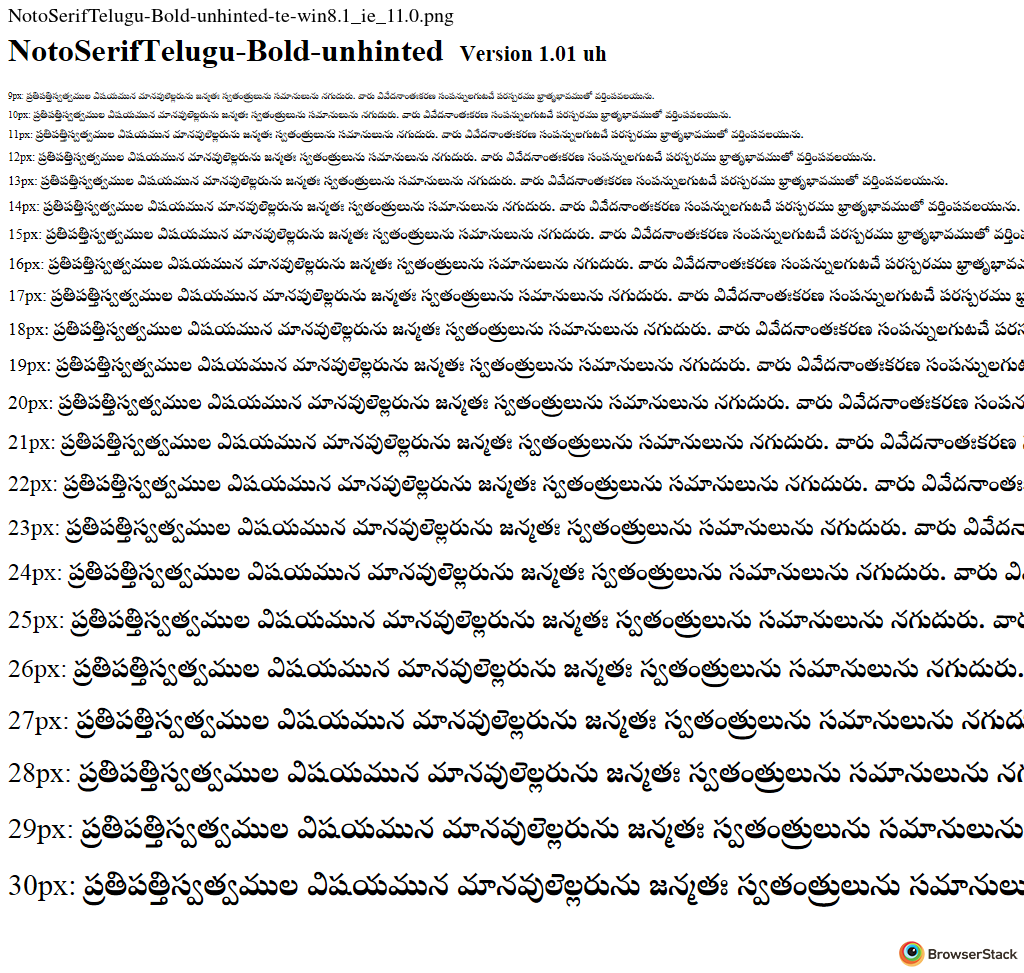 NotoSerifTelugu-Bold-unhinted-te-win8.1_ie_11.0.png
NotoSerifTelugu-Bold-unhinted Version 1.01 uh
9px: ప్రతిపత్తిస్వత్వముల విషయమున మానవులెల్లరును జన్మతః స్వతంత్రులును సమానులును నగుదురు. వారు వివేదనాంతఃకరణ సంపన్నులగుటచే పరస్పరము భ్రాతృభావముతో వర్తింపవలయును.
10px: ప్రతిపత్తిస్వత్వముల విషయమున మానవులెల్లరును జన్మతః స్వతంత్రులును సమానులును నగుదురు. వారు వివేదనాంతఃకరణ సంపన్నులగుటచే పరస్పరము భ్రాతృభావముతో వర్తింపవలయును.
11px: ప్రతిపత్తిస్వత్వముల విషయమున మానవులెల్లరును జన్మతః స్వతంత్రులును సమానులును నగుదురు. వారు వివేదనాంతఃకరణ సంపన్నులగుటచే పరస్పరము భ్రాతృభావముతో వర్తింపవలయును.
12px: ప్రతిపత్తిస్వత్వముల విషయమున మానవులెల్లరును జన్మతః స్వతంత్రులును సమానులును నగుదురు. వారు వివేదనాంతఃకరణ సంపన్నులగుటచే పరస్పరము భ్రాతృభావముతో వర్తింపవలయును.
13px: ప్రతిపత్తిస్వత్వముల విషయమున మానవులెల్లరును జన్మతః స్వతంత్రులును సమానులును నగుదురు. వారు వివేదనాంతఃకరణ సంపన్నులగుటచే పరస్పరము భ్రాతృభావముతో వర్తింపవలయును.
14px: ప్రతిపత్తిస్వత్వముల విషయమున మానవులెల్లరును జన్మతః స్వతంత్రులును సమానులును నగుదురు. వారు వివేదనాంతఃకరణ సంపన్నులగుటచే పరస్పరము భ్రాతృభావముతో వర్తింపవలయును.
15px: ప్రతిపత్తిస్వత్వముల విషయమున మానవులెల్లరును జన్మతః స్వతంత్రులును సమానులును నగుదురు. వారు వివేదనాంతఃకరణ సంపన్నులగుటచే పరస్పరము భ్రాతృభావముతో
16px: ప్రతిపత్తిస్వత్వముల విషయమున మానవులెల్లరును జన్మతః స్వతంత్రులును సమానులును నగుదురు. వారు వివేదనాంతఃకరణ సంపన్నులగుటచే పరస్పరము
17px: ప్రతిపత్తిస్వత్వముల విషయమున మానవులెల్లరును జన్మతః స్వతంత్రులును సమానులును నగుదురు. వారు వివేదనాంతఃకరణ సంపన్నులగుటచే పరస్పరము
18px: ప్రతిపత్తిస్వత్వముల విషయమున మానవులెల్లరును జన్మతః స్వతంత్రులును సమానులును నగుదురు. వారు వివేదనాంతఃకరణ సంపన్నులగుటచే
19px: ప్రతిపత్తిస్వత్వముల విషయమున మానవులెల్లరును జన్మతః స్వతంత్రులును సమానులును నగుదురు. వారు వివేదనాంతఃకరణ
20px: ప్రతిపత్తిస్వత్వముల విషయమున మానవులెల్లరును జన్మతః స్వతంత్రులును సమానులును నగుదురు. వారు వివేదనాంతఃకరణ
21px: ప్రతిపత్తిస్వత్వముల విషయమున మానవులెల్లరును జన్మతః స్వతంత్రులును సమానులును నగుదురు. వారు వివేదనాంతఃకరణ
22px: ప్రతిపత్తిస్వత్వముల విషయమున మానవులెల్లరును జన్మతః స్వతంత్రులును సమానులును నగుదురు. వారు
23px: ప్రతిపత్తిస్వత్వముల విషయమున మానవులెల్లరును జన్మతః స్వతంత్రులును సమానులును నగుదురు. వారు
24px: ప్రతిపత్తిస్వత్వముల విషయమున మానవులెల్లరును జన్మతః స్వతంత్రులును సమానులును నగుదురు. వారు
25px: ప్రతిపత్తిస్వత్వముల విషయమున మానవులెల్లరును జన్మతః స్వతంత్రులును సమానులును నగుదురు.
26px: ప్రతిపత్తిస్వత్వముల విషయమున మానవులెల్లరును జన్మతః స్వతంత్రులును సమానులును నగుదురు.
27px: ప్రతిపత్తిస్వత్వముల విషయమున మానవులెల్లరును జన్మతః స్వతంత్రులును సమానులును
28px: ప్రతిపత్తిస్వత్వముల విషయమున మానవులెల్లరును జన్మతః స్వతంత్రులును సమానులును
29px: ప్రతిపత్తిస్వత్వముల విషయమున మానవులెల్లరును జన్మతః స్వతంత్రులును సమానులును
30px: ప్రతిపత్తిస్వత్వముల విషయమున మానవులెల్లరును జన్మతః స్వతంత్రులును
BrowserStack